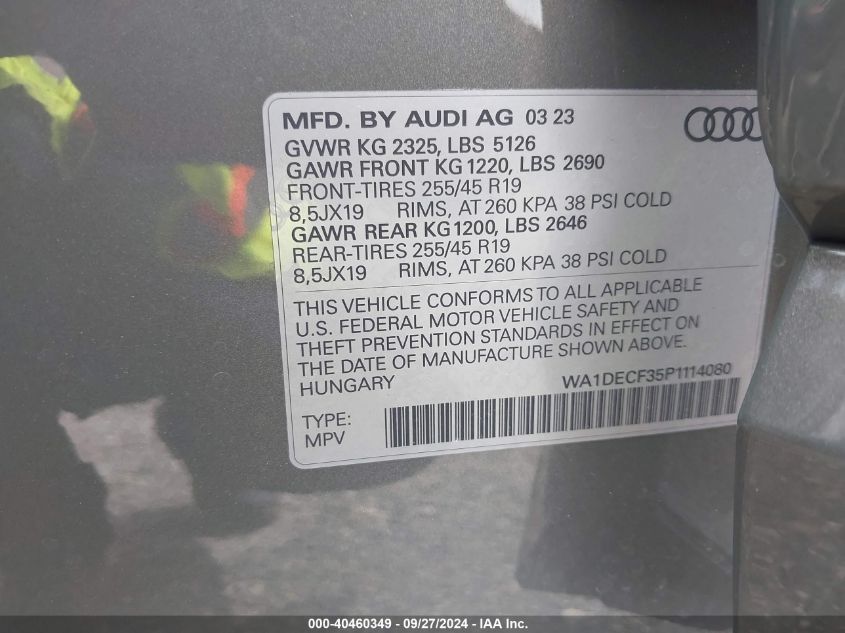 MFD. BY AUDI AG 03 23
GVWR KG 2325, LBS 5126
GAWR FRONT KG 1220, LBS 2690
FRONT-TIRES 255/45 R19
8,5JX19 RIMS, AT 260 KPA 38 PSI COLD
GAWR REAR KG 1200, LBS 2646
REAR-TIRES 255/45 R19
8,5JX19 RIMS, AT 260 KPA 38 PSI COLD
THIS VEHICLE CONFORMS TO ALL APPLICABLE
U.S. FEDERAL MOTOR VEHICLE SAFETY AND
THEFT PREVENTION STANDARDS IN EFFECT ON
THE DATE OF MANUFACTURE SHOWN ABOVE.
HUNGARY
WA1DECF35P1114080
TYPE:
MPV
000-40460349 - 09/27/2024 - IAA Inc.